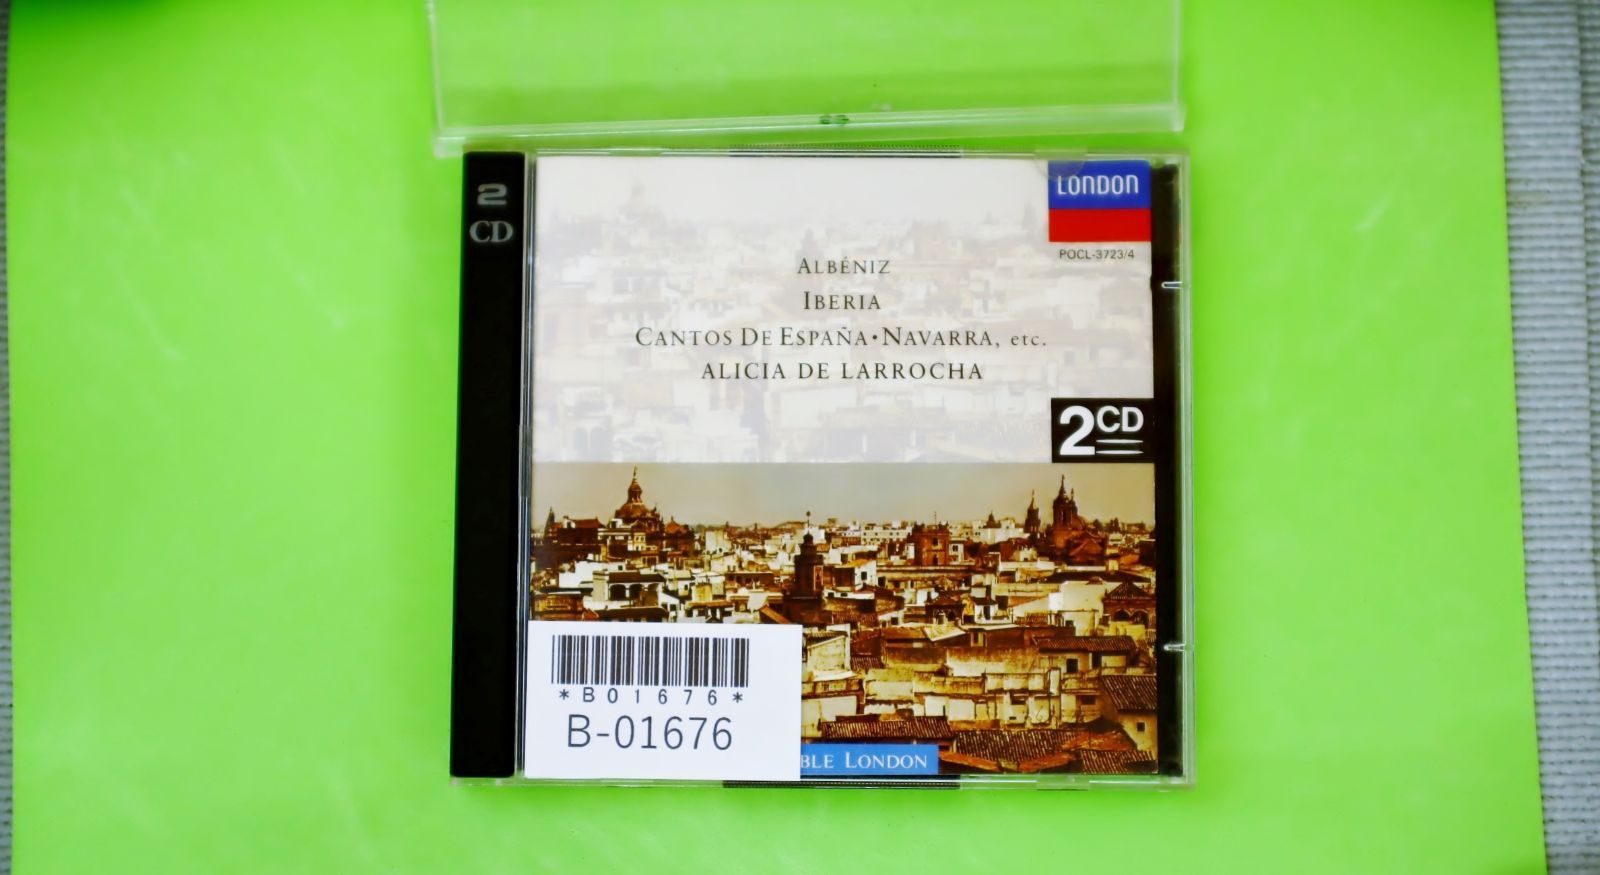 2
CD
LONDON
POCL-3723/4
ALBÉNIZ
IBERIA
CANTOS DE ESPAÑA•NAVARRA, etc.
ALICIA DE LARROCHA
2CD
*B01676*
B-01676
BLE LONDON